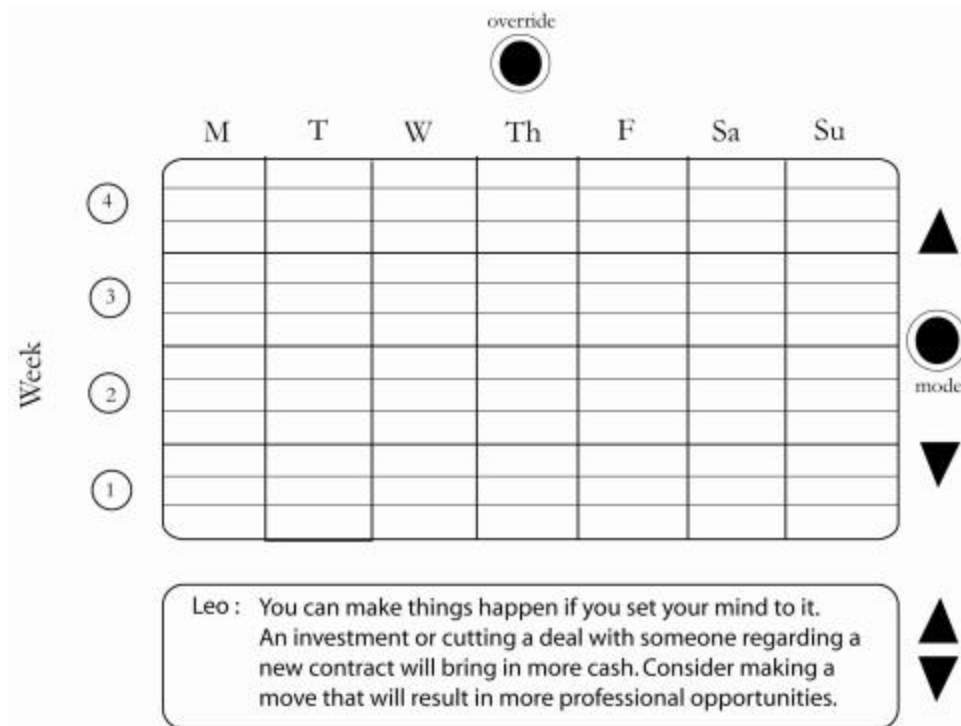 override
M T W Th F Sa Su
4
3
Week
2
mode
1
Leo : You can make things happen if you set your mind to it.
An investment or cutting a deal with someone regarding a
new contract will bring in more cash. Consider making a
move that will result in more professional opportunities.